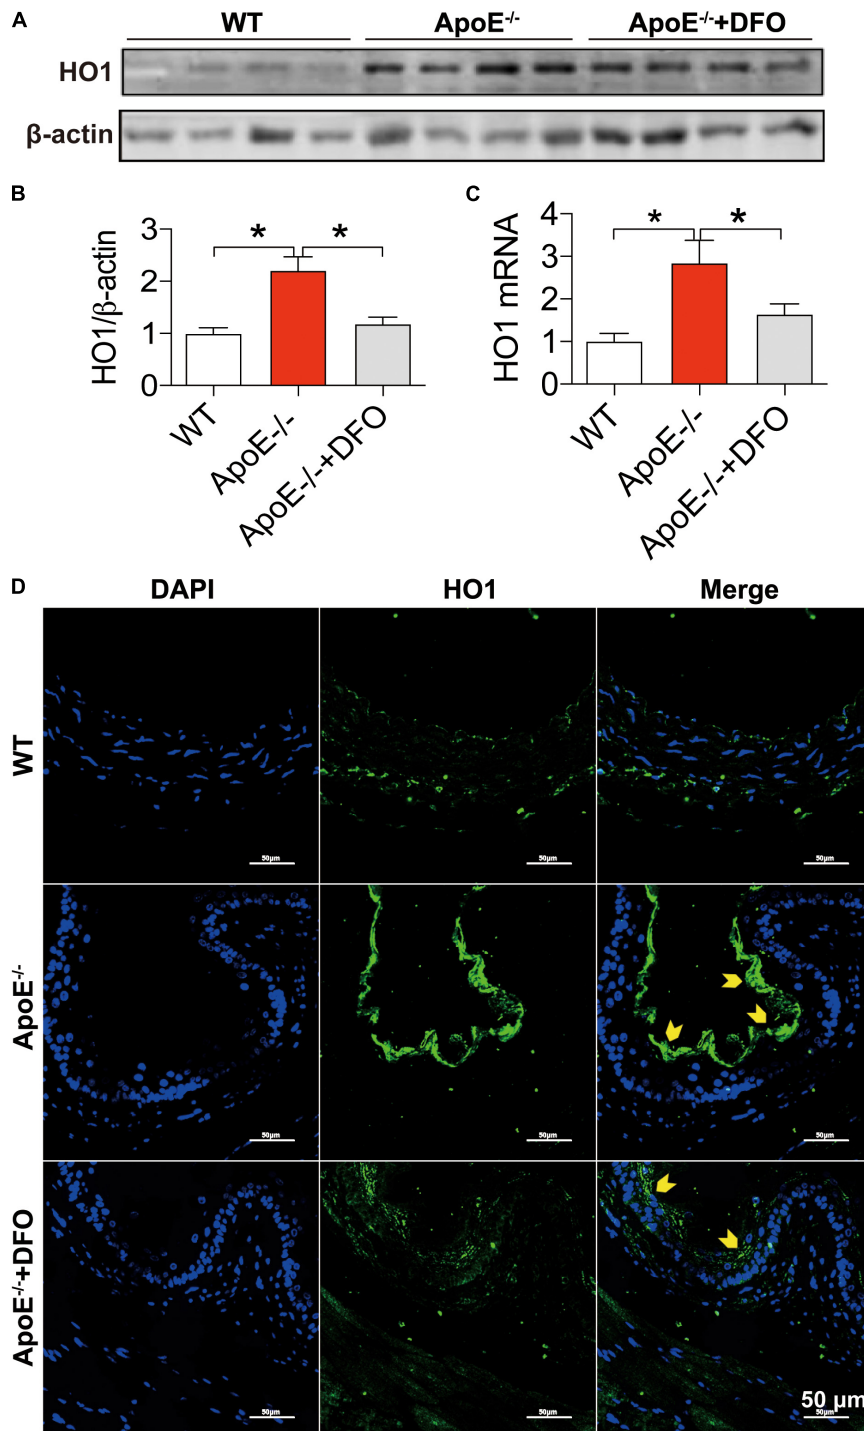 A
WT
ApoE-/-
ApoE-/-+DFO
HO1
β-actin
B
HO1/β-actin
3
2
1
0
*
*
WT
ApoE-/-
ApoE-/-+DFO
C
HO1 mRNA
4
3
2
1
0
*
*
WT
ApoE-/-
ApoE-/-+DFO
D
DAPI
HO1
Merge
WT
50μm
50μm
50μm
ApoE-/-
50μm
50μm
50μm
ApoE-/-+DFO
50μm
50μm
50μm
50 μm